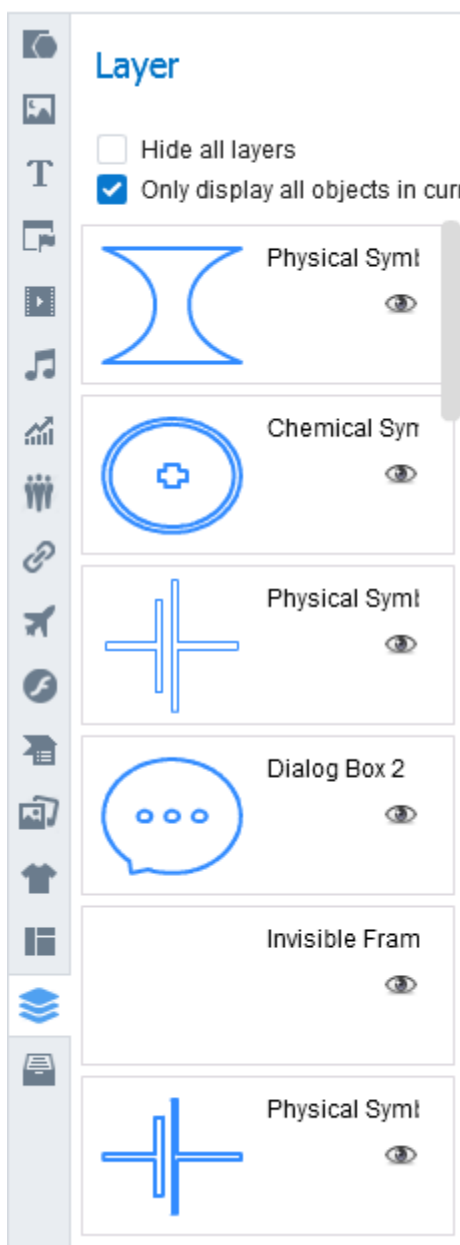 Layer
Hide all layers
Only display all objects in curr
Physical Symb
Chemical Sym
Physical Symb
Dialog Box 2
Invisible Fram
Physical Symb